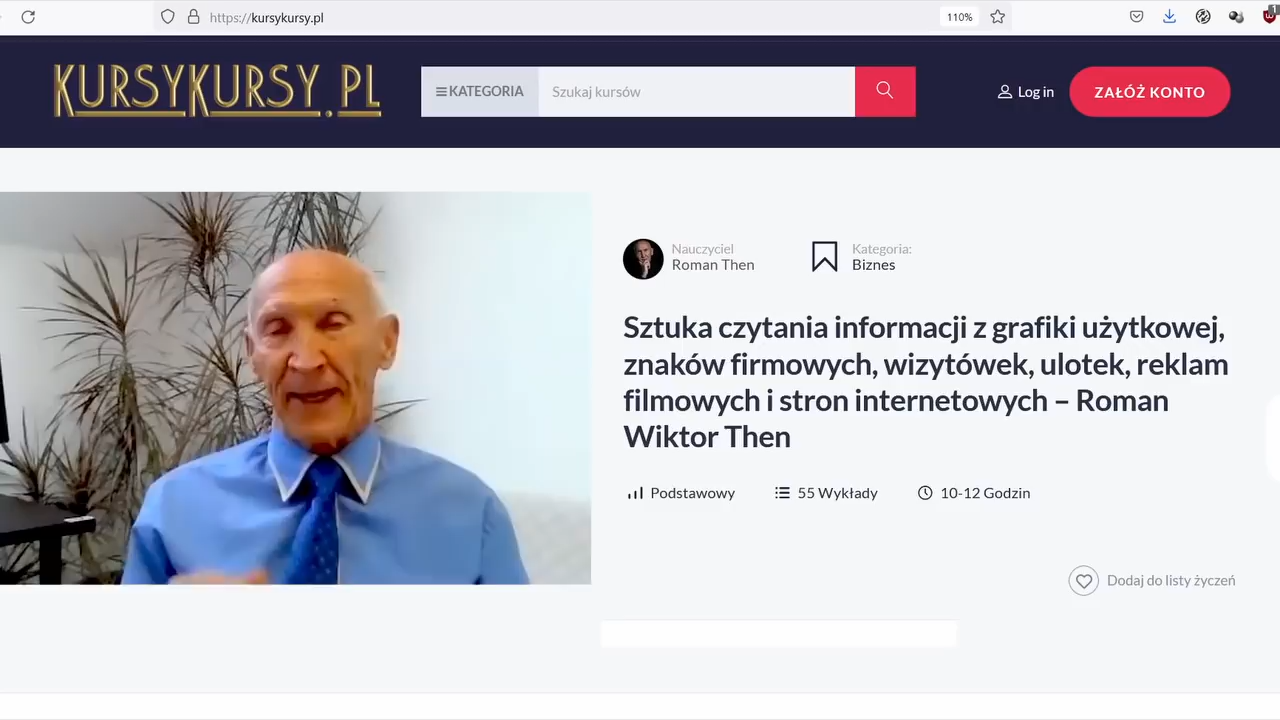 https://kursykursy.pl
110%
1
KURSYKURSY.PL
KATEGORIA
Szukaj kursów
Log in
ZAŁÓŻ KONTO
Nauczyciel
Roman Then
Kategoria:
Biznes
Sztuka czytania informacji z grafiki użytkowej,
znaków firmowych, wizytówek, ulotek, reklam
filmowych i stron internetowych – Roman
Wiktor Then
Podstawowy
55 Wykłady
10-12 Godzin
Dodaj do listy życzeń